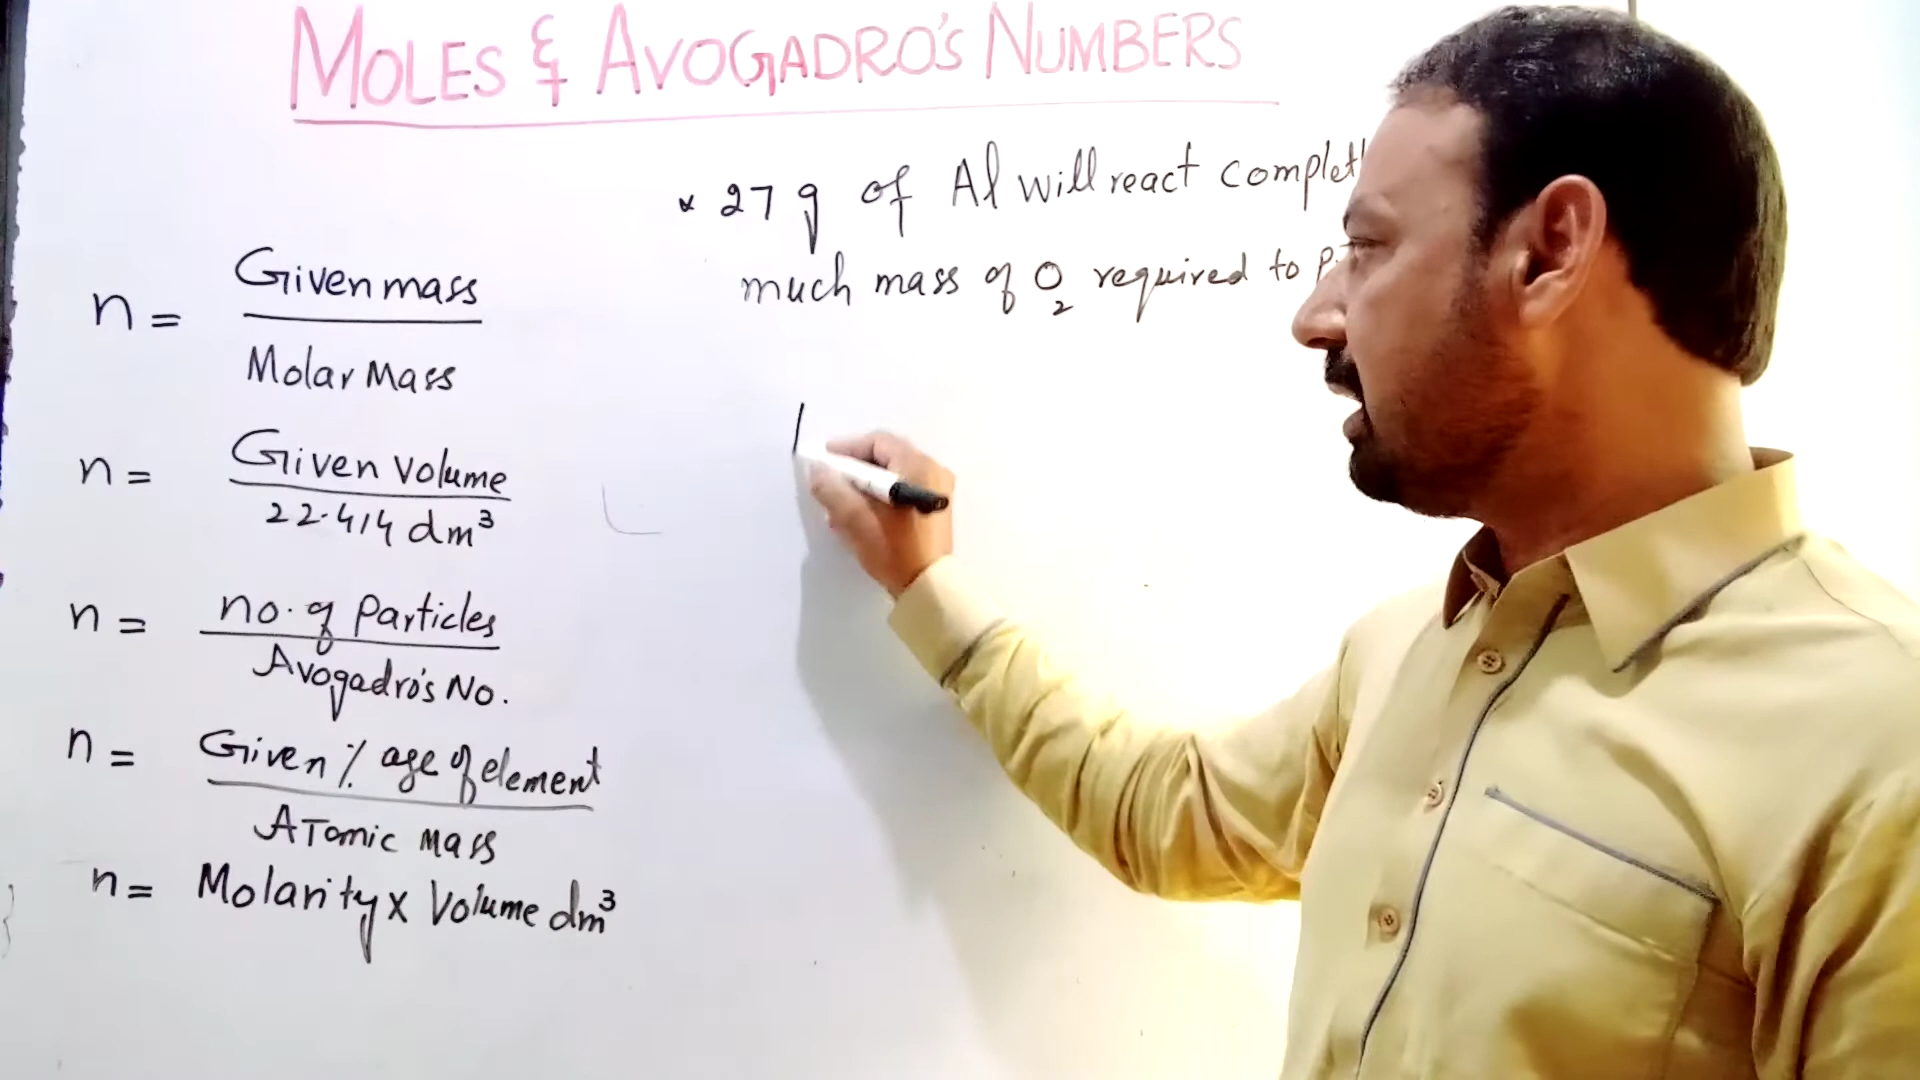 MOLES & AVOGADRO'S NUMBERS
* 27 g of Al will react complet
much mass of O2 required to
n = Given mass / Molar Mass
n = Given Volume / 22.414 dm³
n = no. of Particles / Avogadro's No.
n = Given % age of element / Atomic Mass
n = Molarity x Volume dm³